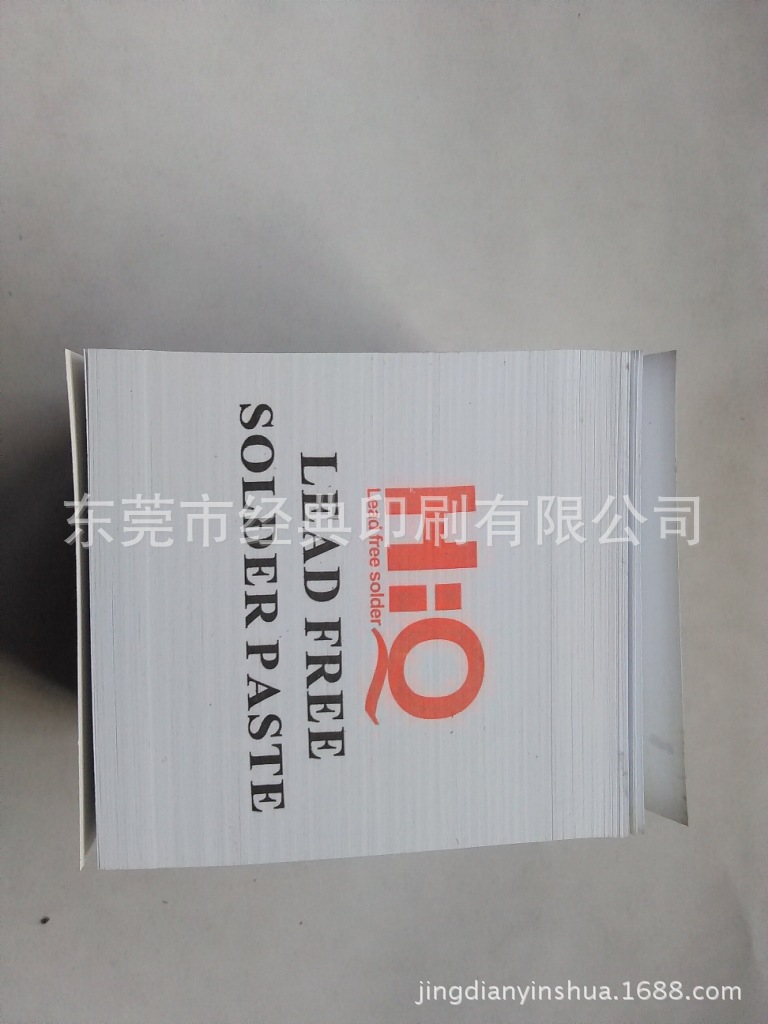 HiQ
Lead free solder
LEAD FREE
SOLDER PASTE
东莞市经典印刷有限公司
jingdianyinshua.1688.com